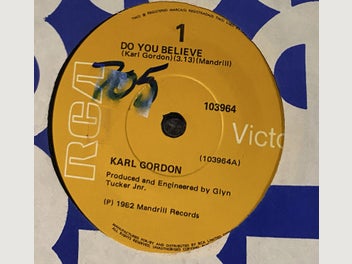 1
DO YOU BELIEVE
(Karl Gordon)(3.13)(Mandrill)
705
103964
RCA
Victo
KARL GORDON
(103964A)
Produced and Engineered by Glyn
Tucker Jnr.
(P) 1982 Mandrill Records